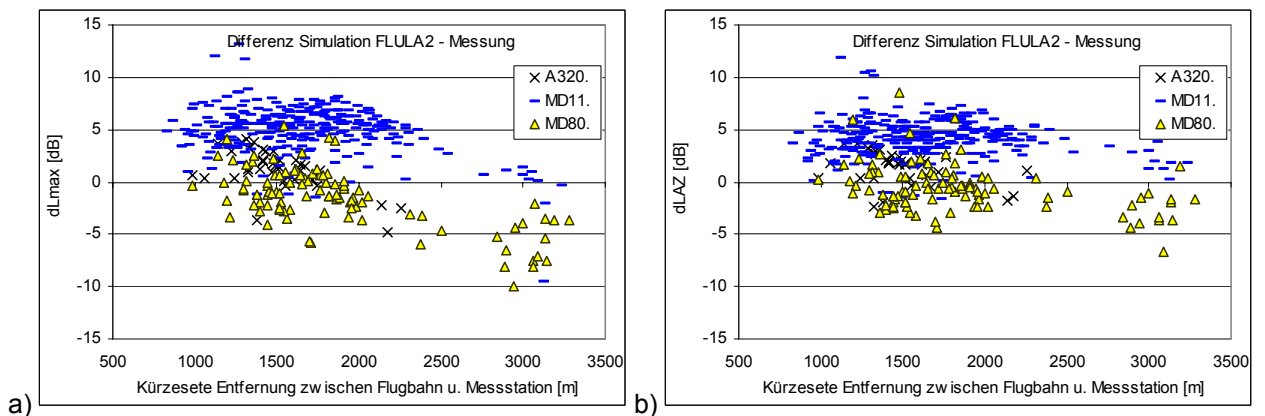 Differenz Simulation FLULA2 - Messung
15
10
5
0
-5
-10
-15
dLmax [dB]
A320.
MD11.
MD80.
500 1000 1500 2000 2500 3000 3500
Kürzesete Entfernung zwischen Flugbahn u. Messstation [m]
a)
Differenz Simulation FLULA2 - Messung
15
10
5
0
-5
-10
-15
dLAZ [dB]
A320.
MD11.
MD80.
500 1000 1500 2000 2500 3000 3500
Kürzesete Entfernung zwischen Flugbahn u. Messstation [m]
b)